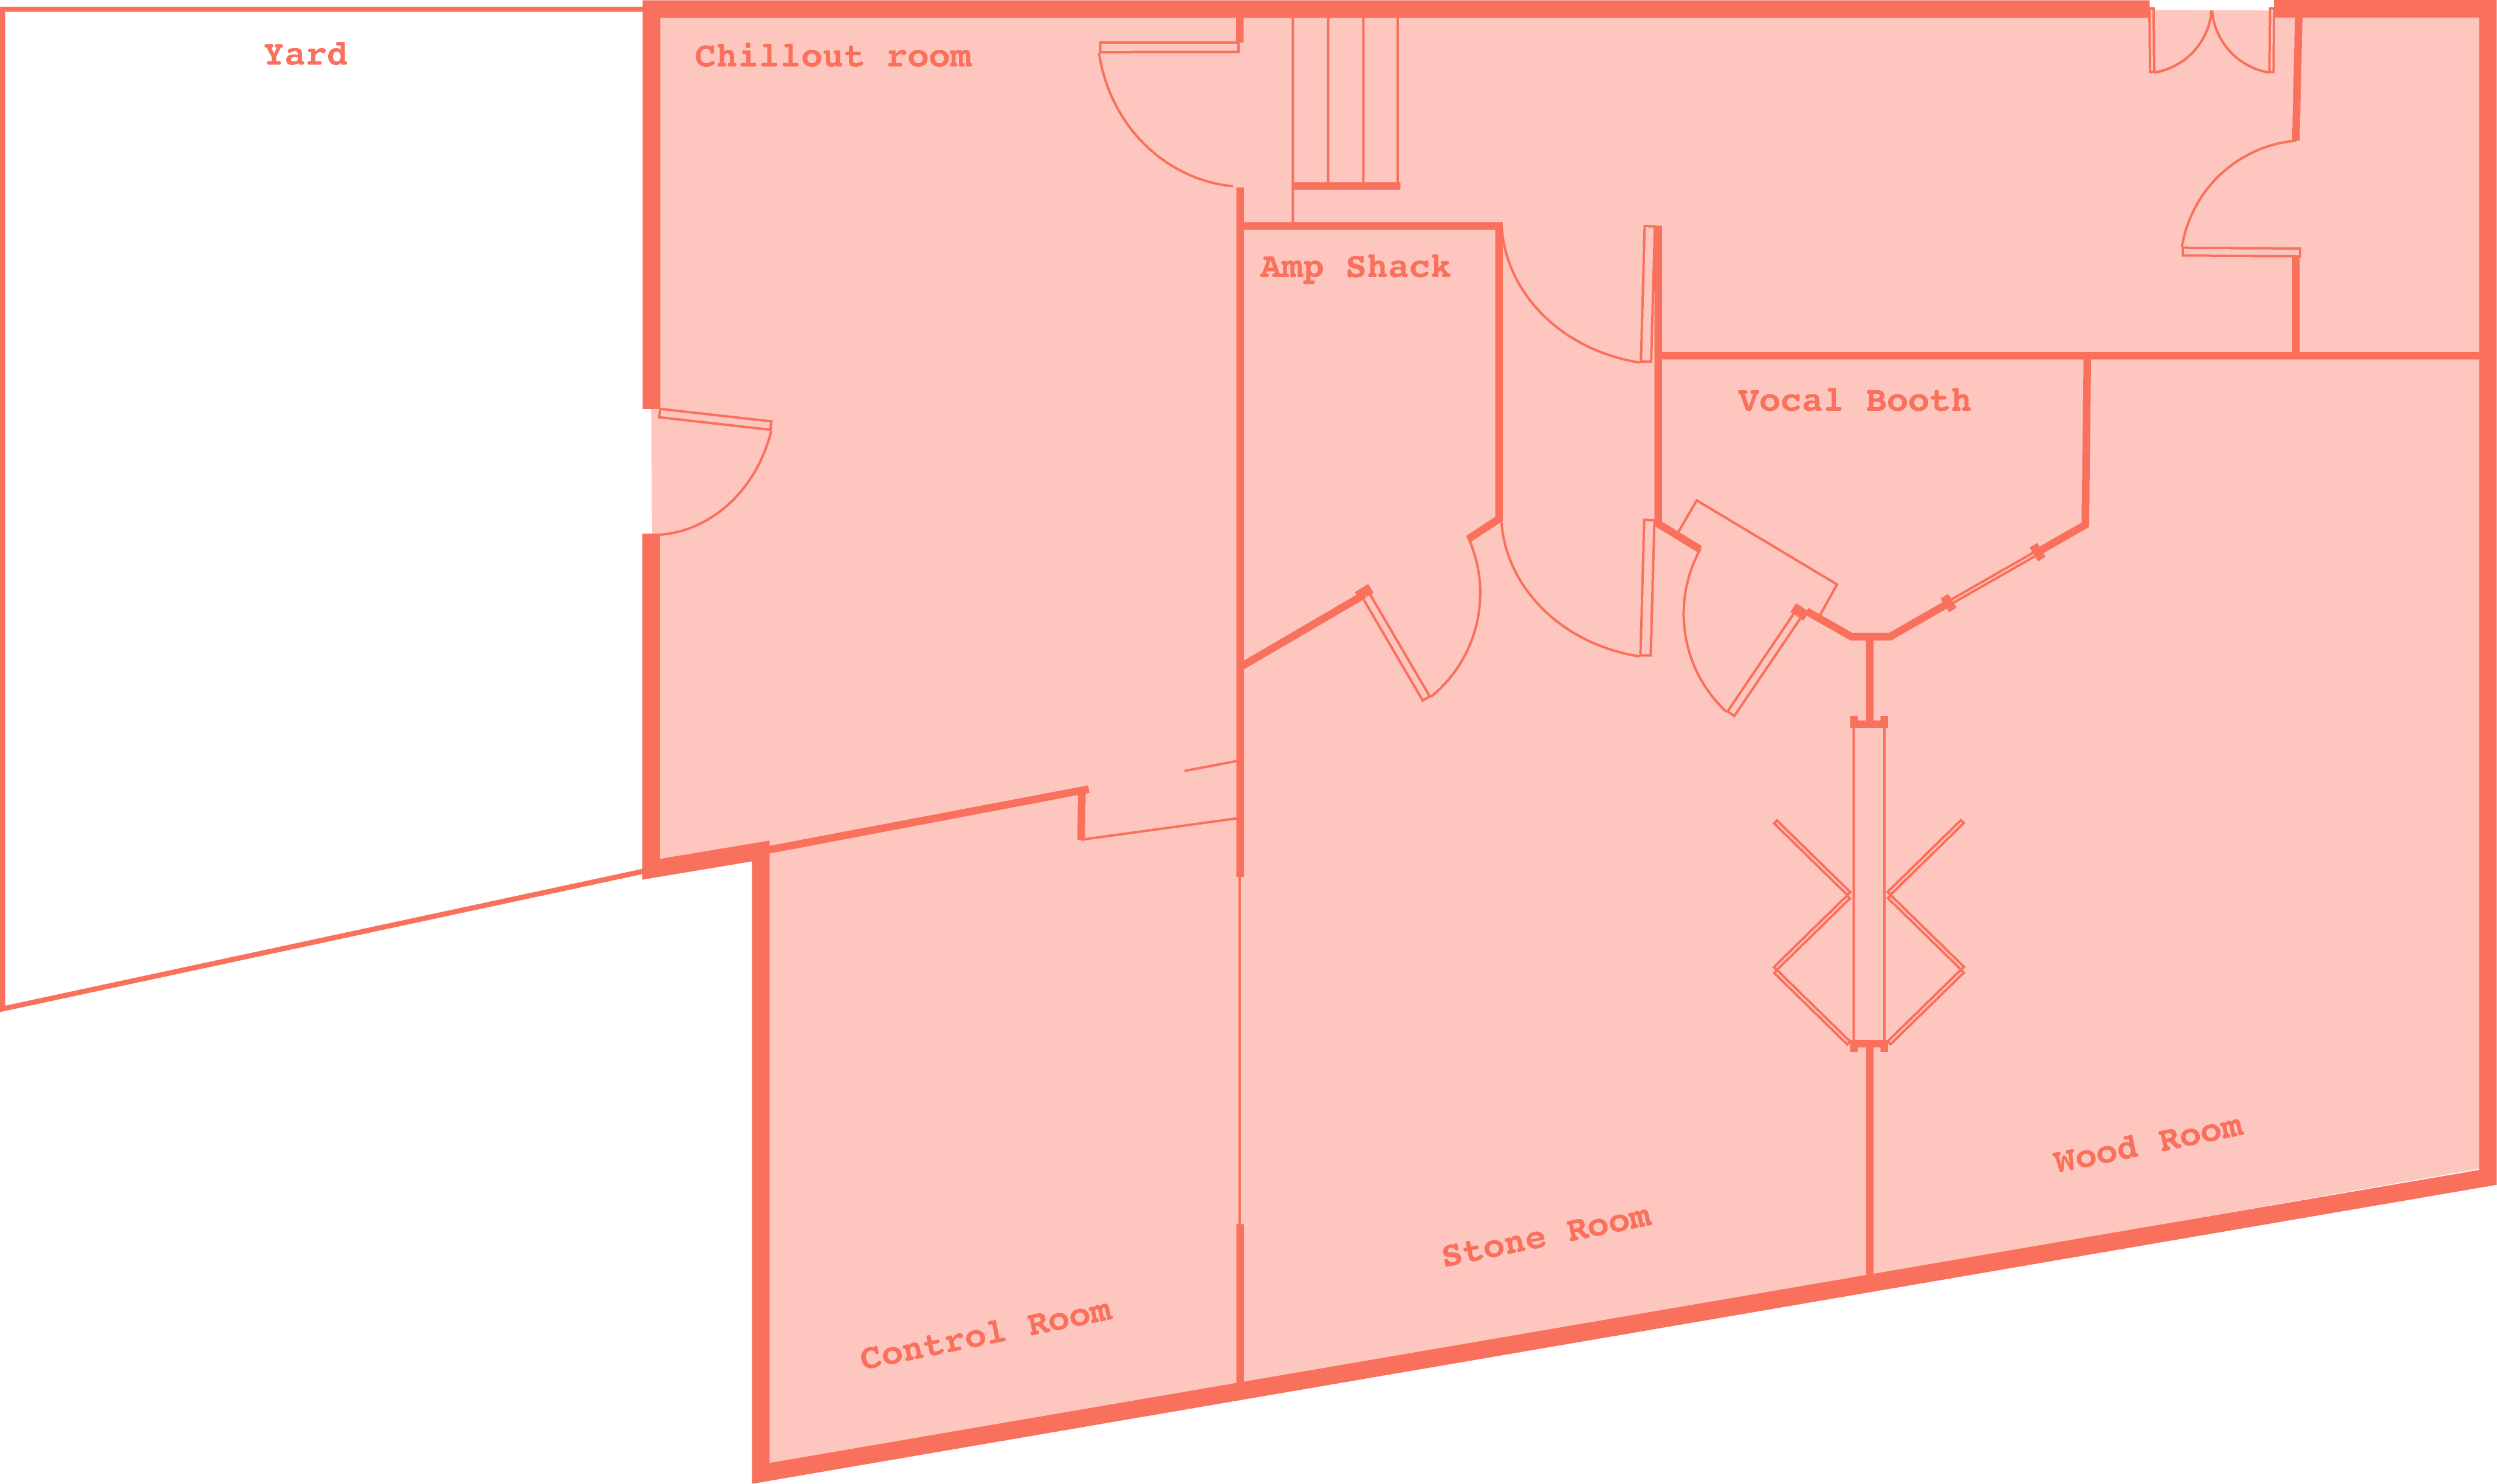 Yard
Chillout room
Amp Shack
Vocal Booth
Wood Room
Stone Room
Control Room